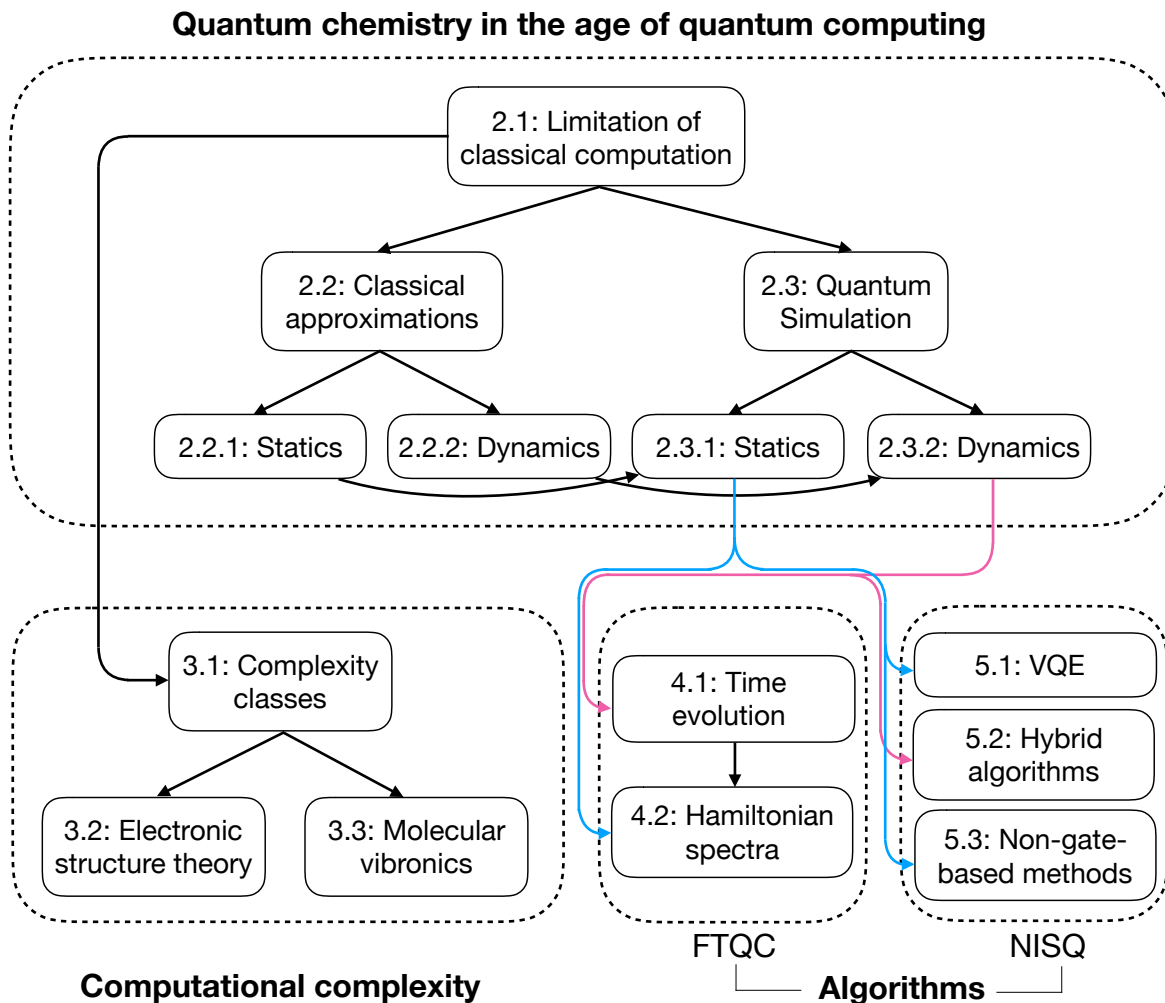 Quantum chemistry in the age of quantum computing
2.1: Limitation of
classical computation
2.2: Classical
approximations
2.3: Quantum
Simulation
2.2.1: Statics
2.2.2: Dynamics
2.3.1: Statics
2.3.2: Dynamics
3.1: Complexity
classes
3.2: Electronic
structure theory
3.3: Molecular
vibronics
Computational complexity
4.1: Time
evolution
4.2: Hamiltonian
spectra
FTQC
5.1: VQE
5.2: Hybrid
algorithms
5.3: Non-gate-
based methods
NISQ
Algorithms